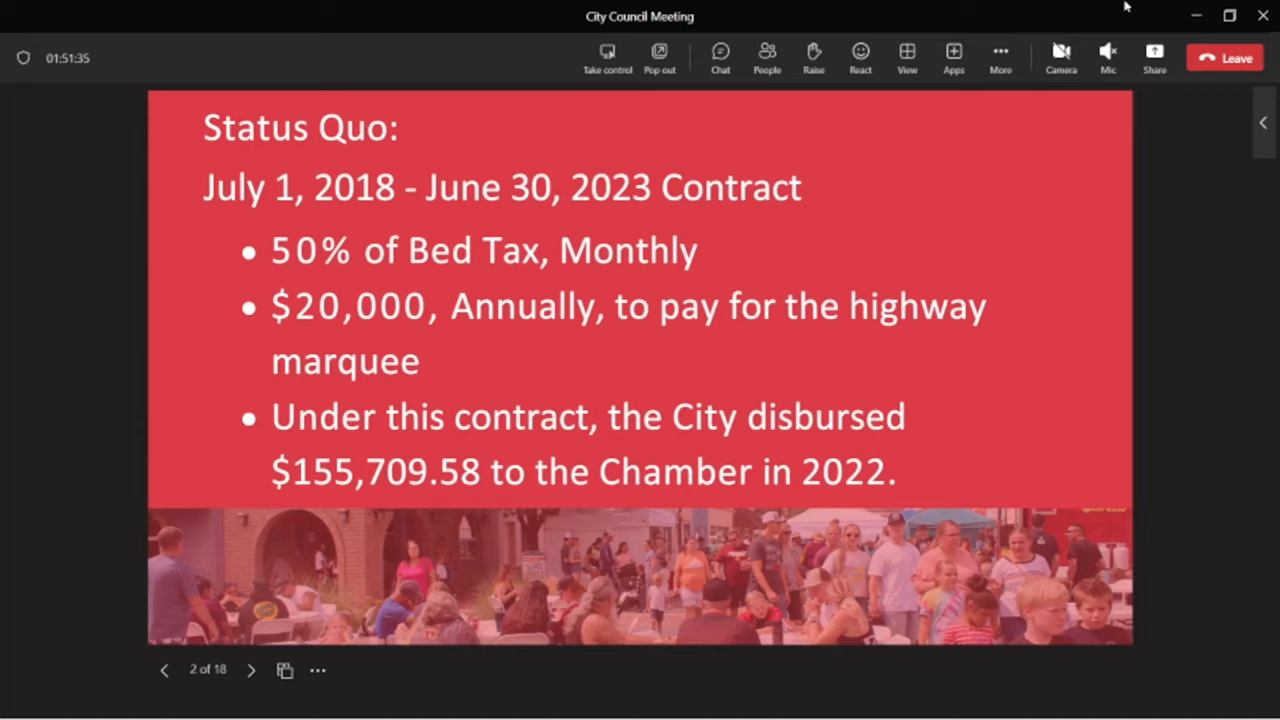 City Council Meeting
01:51:35
Take control
Pop out
Chat
People
Raise
React
View
Apps
More
Camera
Mic
Share
Leave
Status Quo:
July 1, 2018 - June 30, 2023 Contract
• 50% of Bed Tax, Monthly
• $20,000, Annually, to pay for the highway
marquee
• Under this contract, the City disbursed
$155,709.58 to the Chamber in 2022.
2 of 18